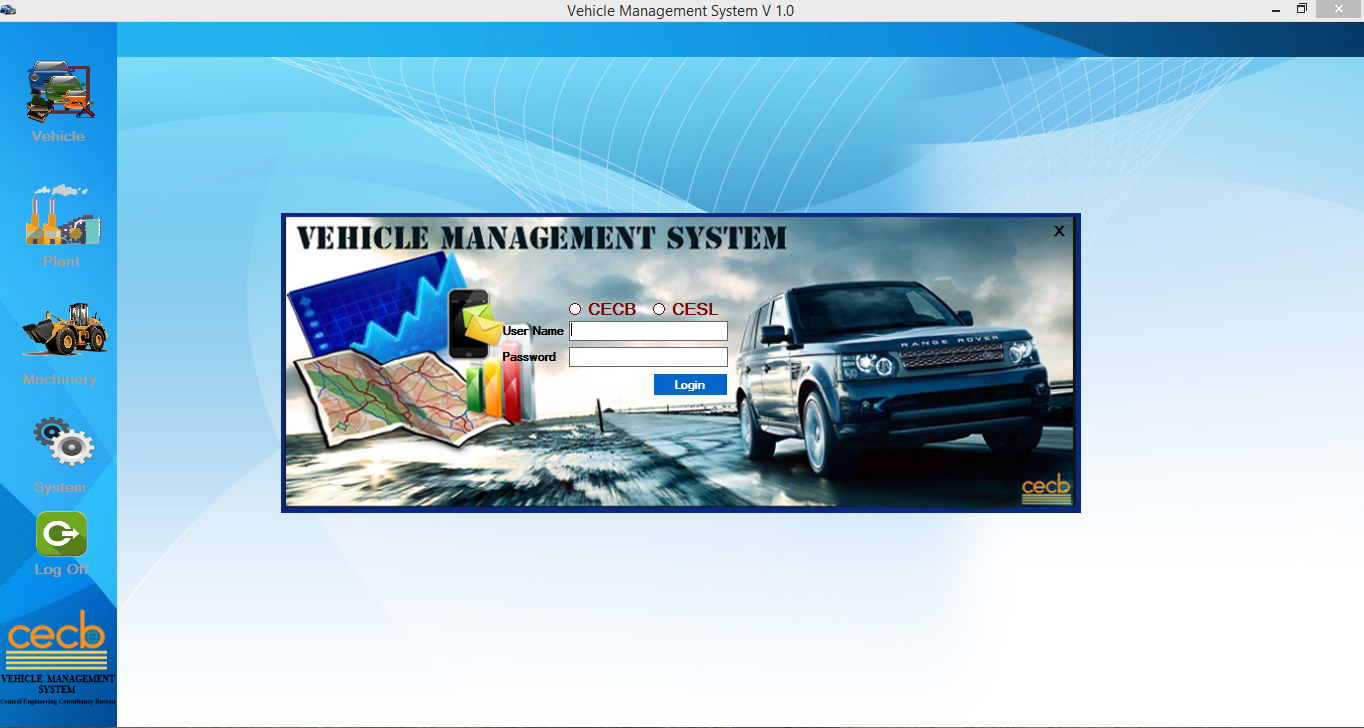 Vehicle Management System V 1.0
Vehicle
Plant
Machinery
System
Log Off
cecb
VEHICLE MANAGEMENT
SYSTEM
Central Engineering Consultancy Bureau
VEHICLE MANAGEMENT SYSTEM
X
CECB CESL
User Name
Password
Login
RANGE ROVER
cecb